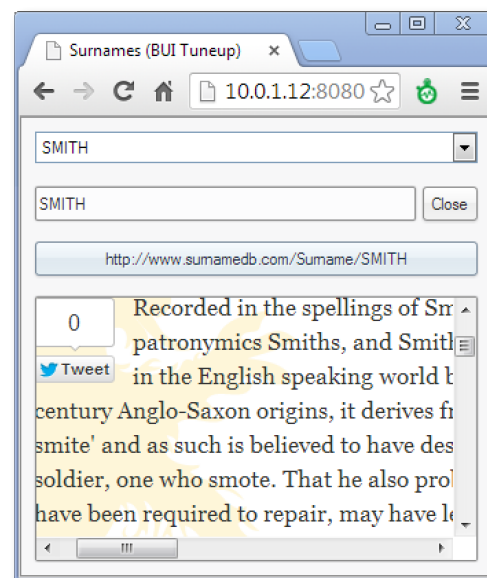 Surnames (BUI Tuneup)
10.0.1.12:8080
SMITH
SMITH
Close
http://www.surnamedb.com/Surname/SMITH
0
Tweet
Recorded in the spellings of
patronymics Smiths, and
in the English speaking world
century Anglo-Saxon origins, it derives
smite' and as such is believed to have
soldier, one who smote. That he also
have been required to repair, may have